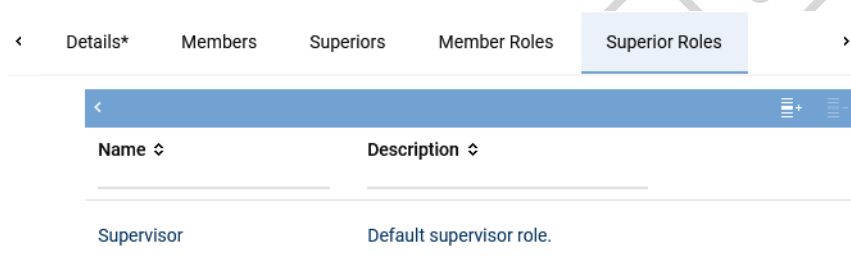 Details* Members Superiors Member Roles Superior Roles
Name Description
Supervisor Default supervisor role.